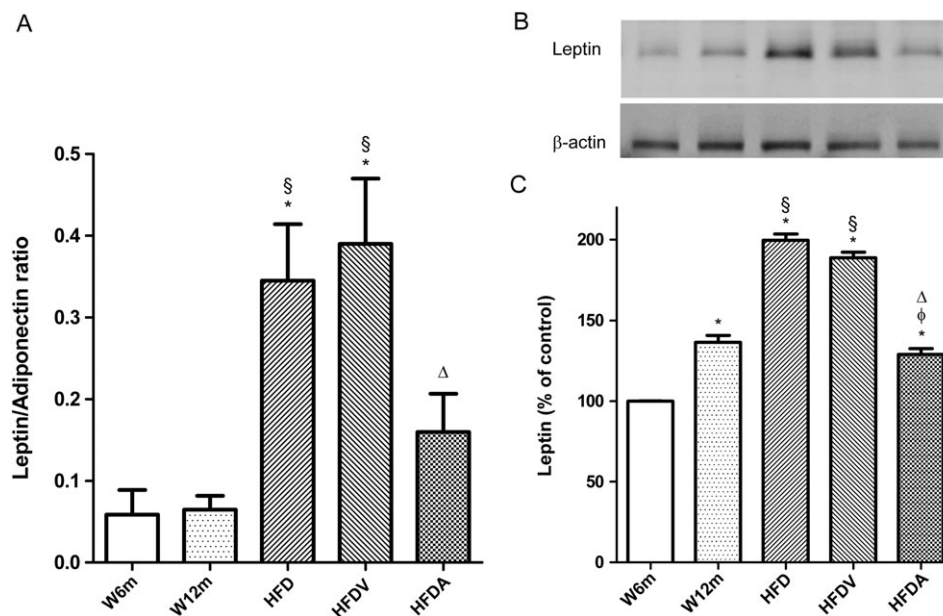 A
Leptin/Adiponectin ratio
0.5
0.4
0.3
0.2
0.1
0.0
§
*
§
*
Δ
W6m
W12m
HFD
HFDV
HFDA
B
Leptin
β-actin
C
Leptin (% of control)
200
150
100
50
0
*
§
*
§
*
Δ
ϕ
*
W6m
W12m
HFD
HFDV
HFDA